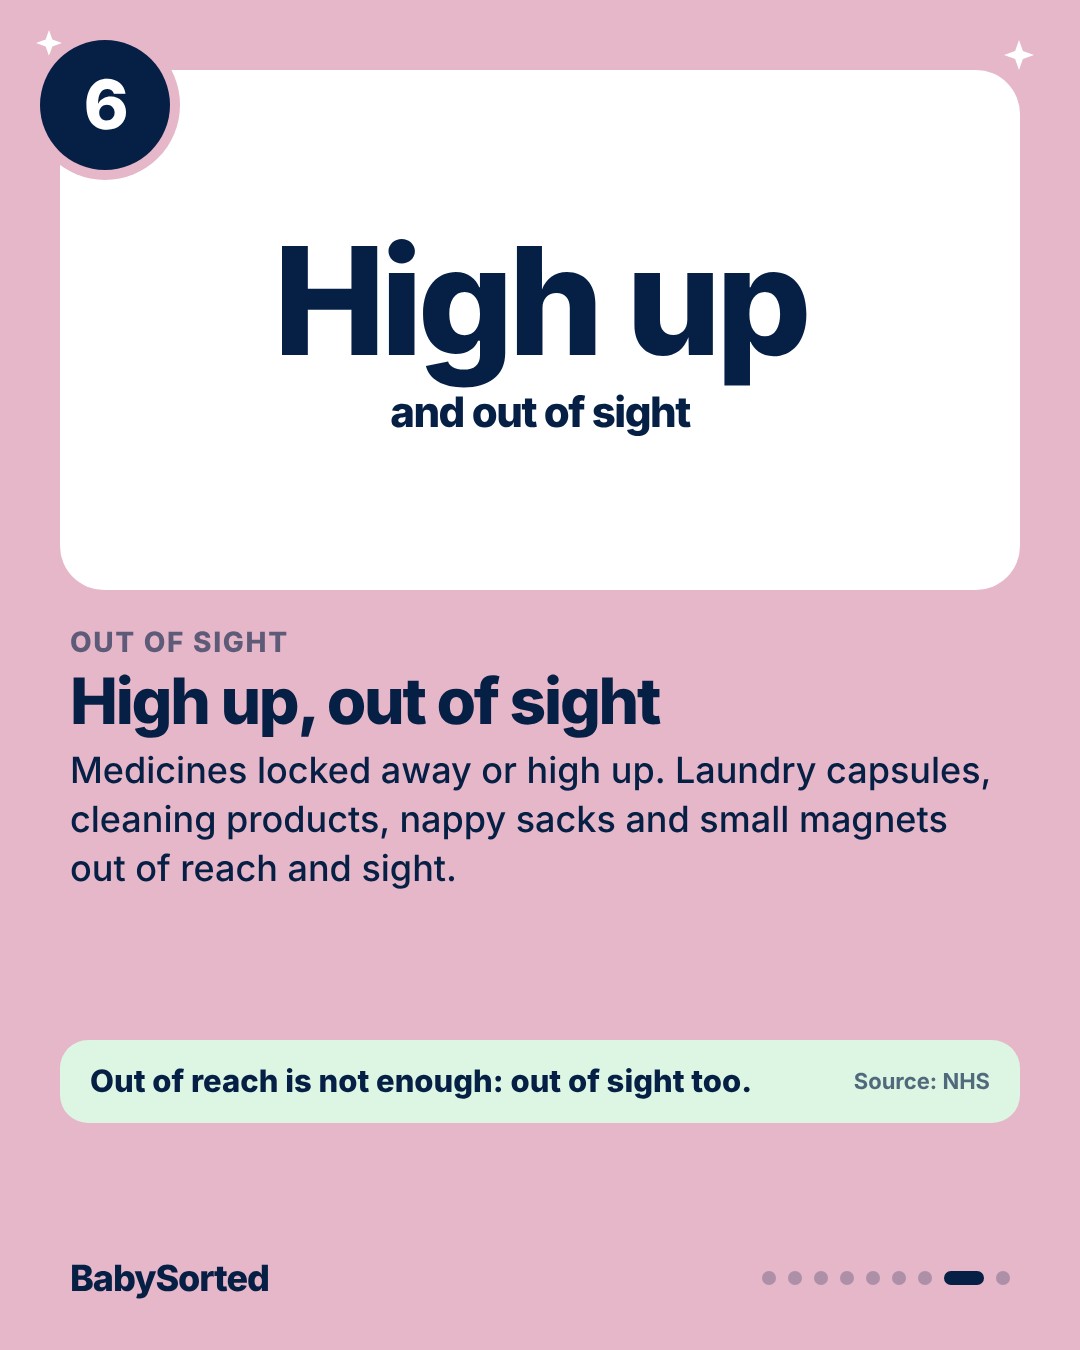 6
High up
and out of sight
OUT OF SIGHT
High up, out of sight
Medicines locked away or high up. Laundry capsules,
cleaning products, nappy sacks and small magnets
out of reach and sight.
Out of reach is not enough: out of sight too.
Source: NHS
BabySorted